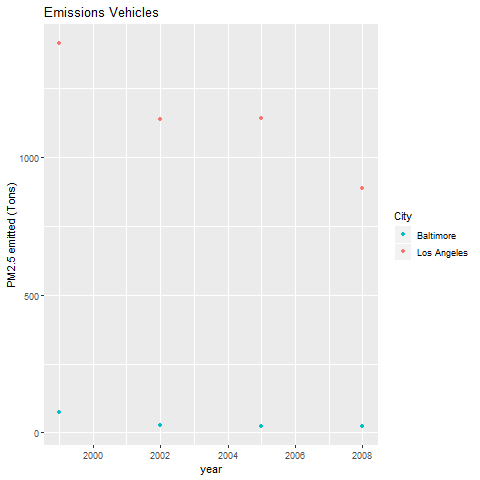 Emissions Vehicles
PM2.5 emitted (Tons)
1000
500
0
2000
2002
2004
2006
2008
year
City
Baltimore
Los Angeles